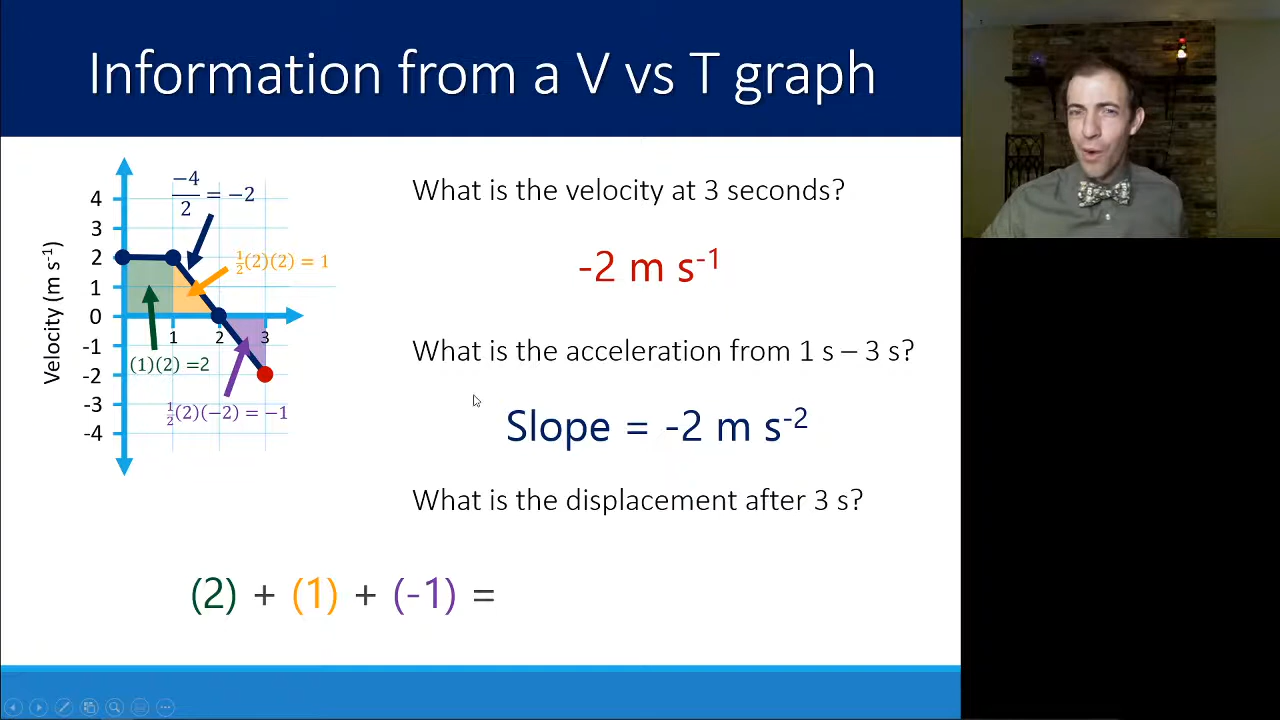 Information from a V vs T graph
Velocity (m s⁻¹)
4
3
2
1
0
-1
-2
-3
-4
1
2
3
−4/2 = −2
½(2)(2) = 1
(1)(2) =2
½(2)(−2) = −1
What is the velocity at 3 seconds?
-2 m s⁻¹
What is the acceleration from 1 s – 3 s?
Slope = -2 m s⁻²
What is the displacement after 3 s?
(2) + (1) + (-1) =